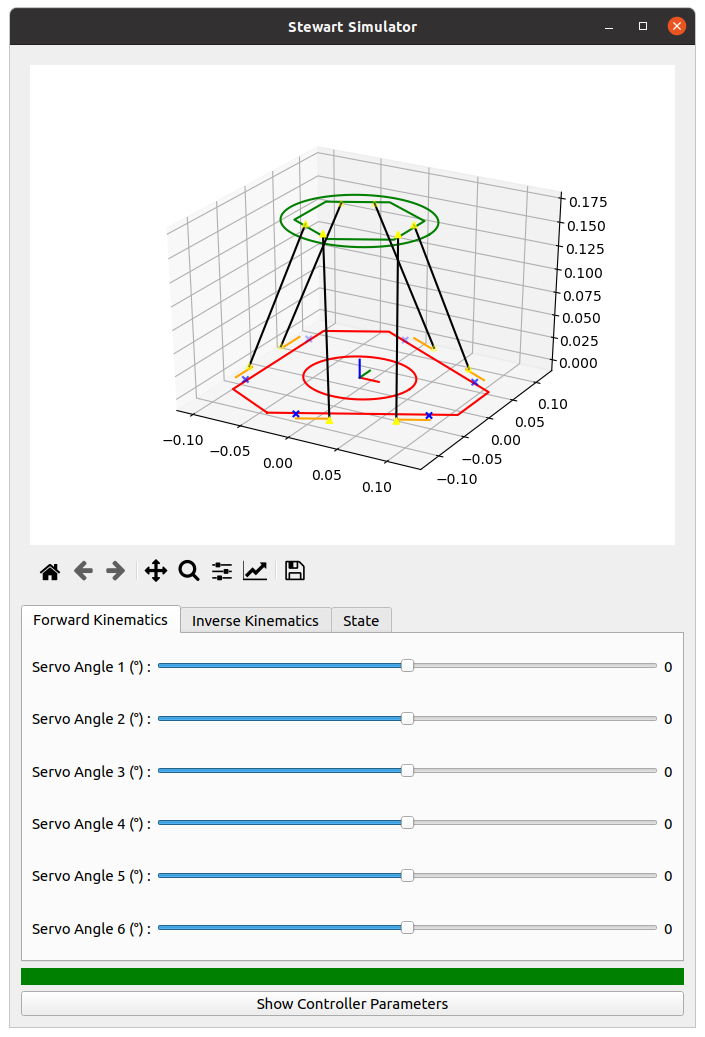 Stewart Simulator
0.175
0.150
0.125
0.100
0.075
0.050
0.025
0.000
0.10
0.05
0.00
−0.05
−0.10
−0.10
−0.05
0.00
0.05
0.10
Forward Kinematics Inverse Kinematics State
Servo Angle 1 (°) : 0
Servo Angle 2 (°) : 0
Servo Angle 3 (°) : 0
Servo Angle 4 (°) : 0
Servo Angle 5 (°) : 0
Servo Angle 6 (°) : 0
Show Controller Parameters